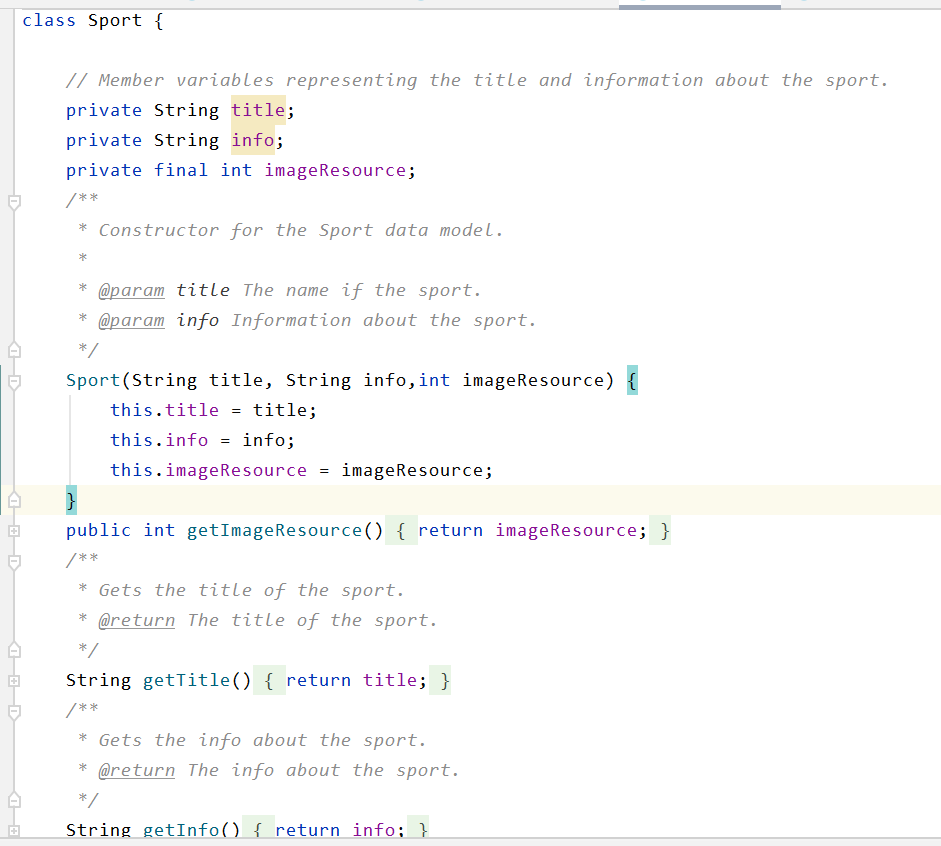 class Sport {
// Member variables representing the title and information about the sport.
private String title;
private String info;
private final int imageResource;
/**
* Constructor for the Sport data model.
*
* @param title The name if the sport.
* @param info Information about the sport.
*/
Sport(String title, String info,int imageResource) {
this.title = title;
this.info = info;
this.imageResource = imageResource;
}
public int getImageResource() { return imageResource; }
/**
* Gets the title of the sport.
* @return The title of the sport.
*/
String getTitle() { return title; }
/**
* Gets the info about the sport.
* @return The info about the sport.
*/
String getInfo() { return info; }